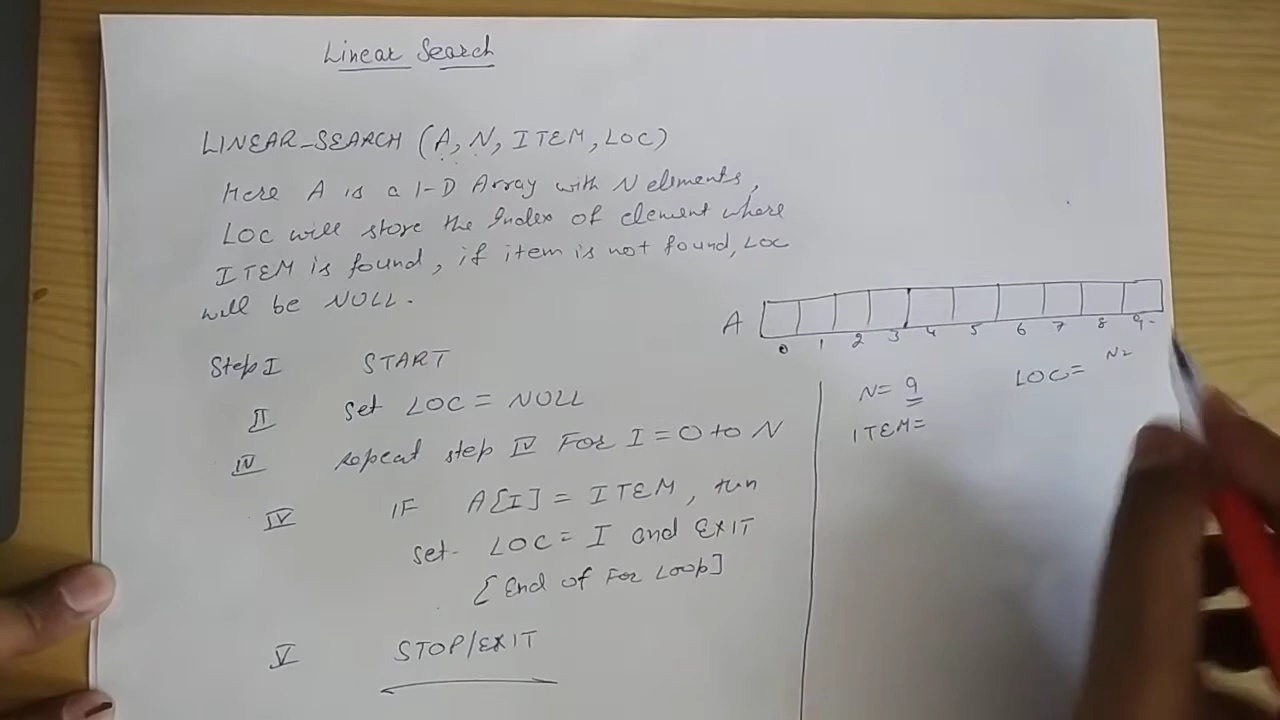 Linear Search
LINEAR_SEARCH (A, N, ITEM, LOC)
Here A is a 1-D Array with N elements,
LOC will store the Index of element where
ITEM is found, if item is not found, LOC
will be NULL.
A
0 1 2 3 4 5 6 7 8 9
Step I START
II Set LOC = NULL
IV Repeat step IV For I = 0 to N
IV IF A[I] = ITEM, then
Set LOC = I and EXIT
[End of For Loop]
V STOP/EXIT
N = 9
ITEM=
LOC=
N=